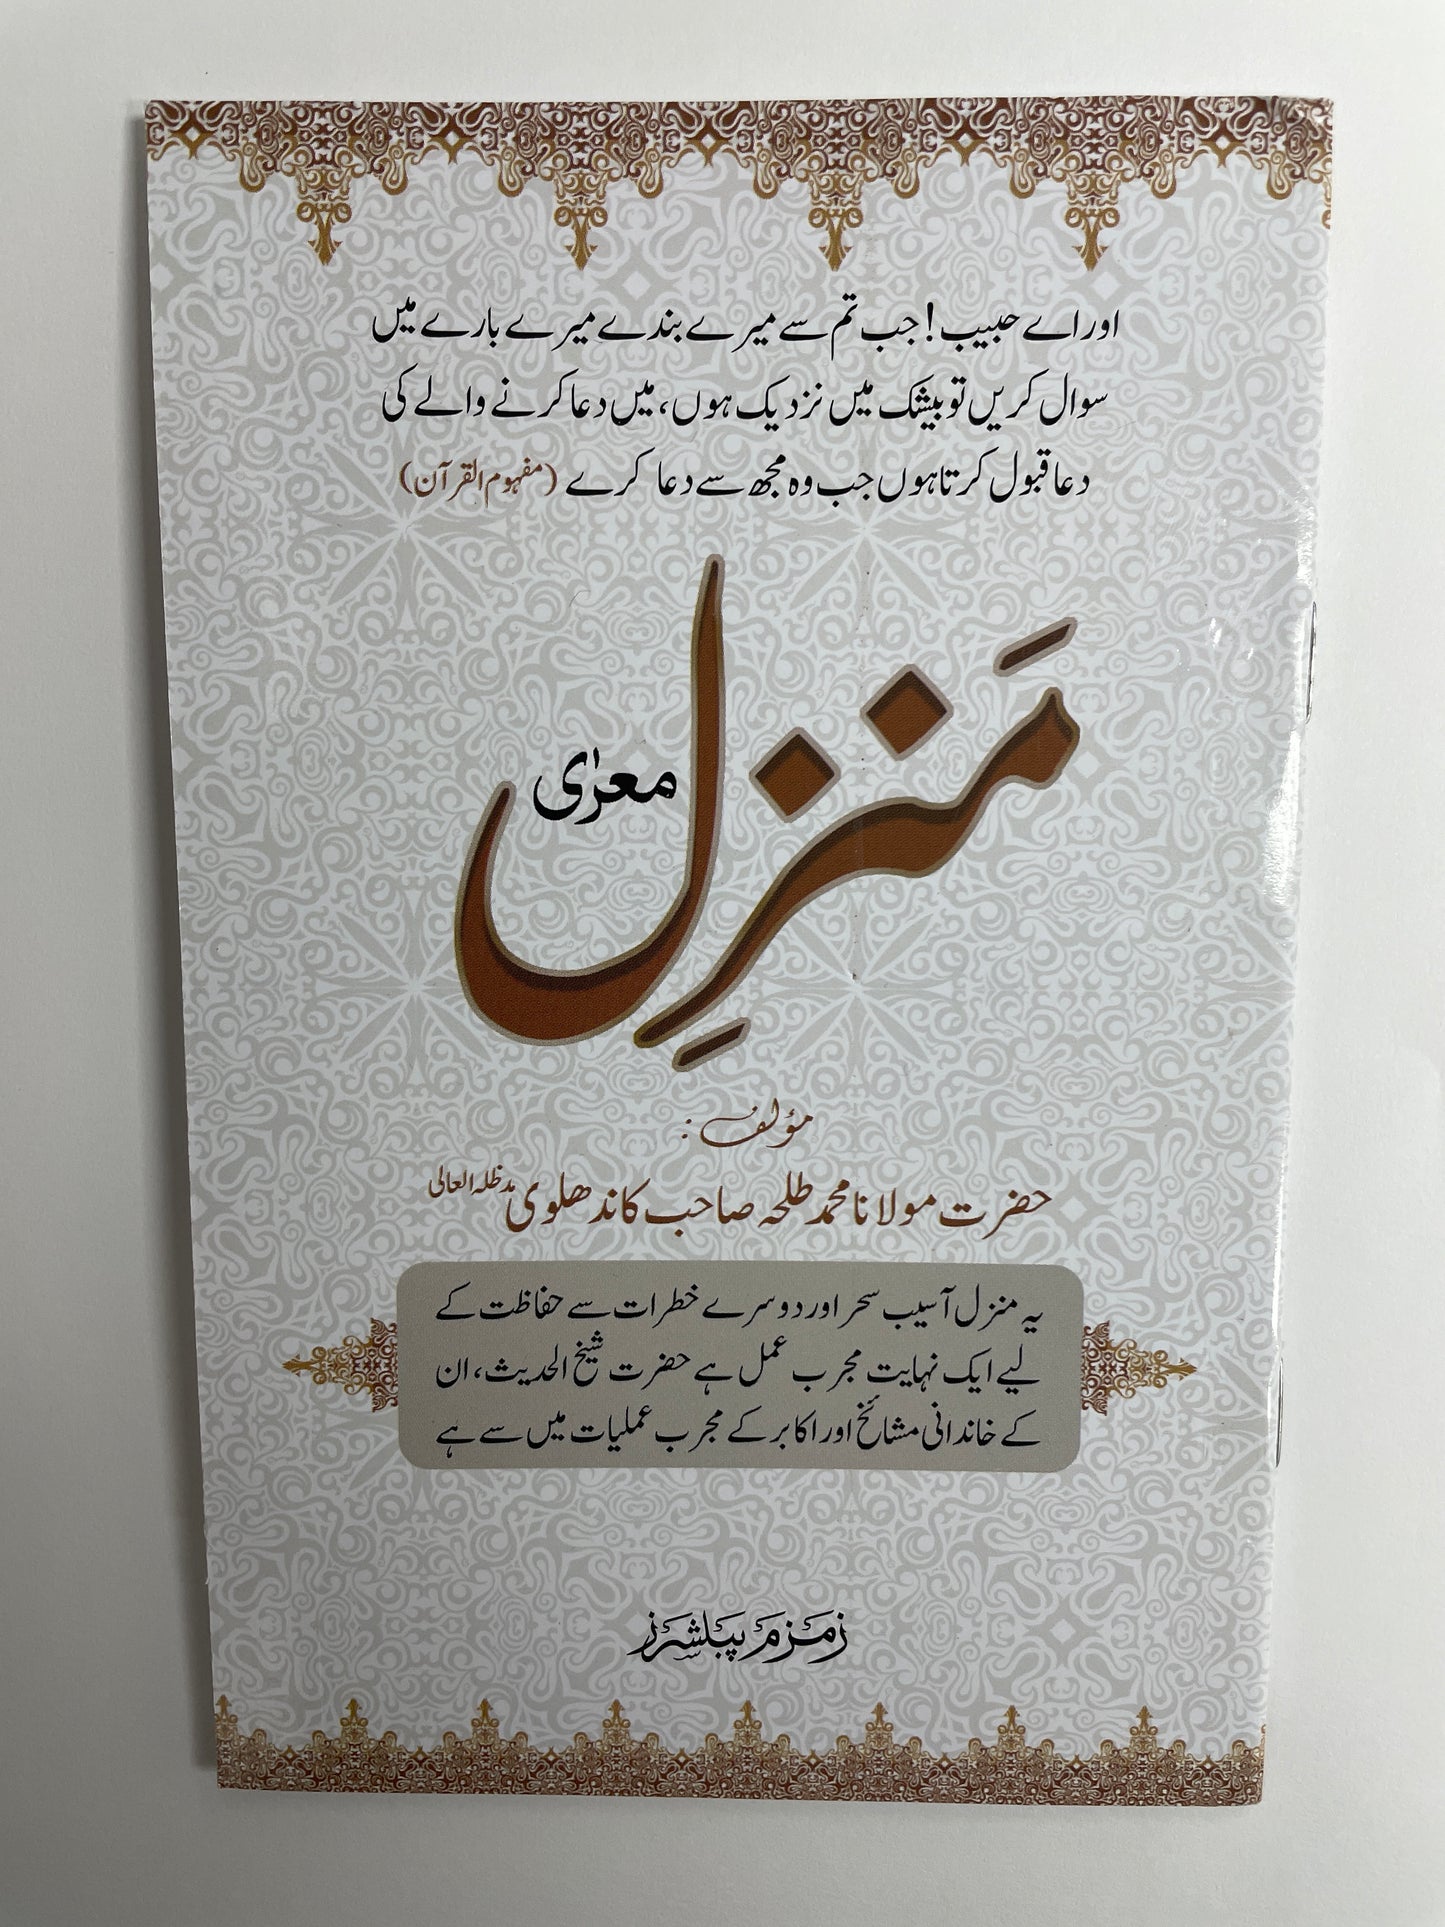 اور اے حبیب! جب تم سے میرے بندے میرے بارے میں
سوال کریں تو بیشک میں نزدیک ہوں، میں دعا کرنے والے کی
دعا قبول کرتا ہوں جب وہ مجھ سے دعا کرے (مفہوم القرآن)
مَنزِل
معرٰی
مؤلف:
حضرت مولانا محمد طلحہ صاحب کاندھلوی مدظلہ العالی
یہ منزل آسیب سحر اور دوسرے خطرات سے حفاظت کے
لیے ایک نہایت مجرب عمل ہے حضرت شیخ الحدیث، ان
کے خاندانی مشائخ اور اکابر کے مجرب عملیات میں سے ہے
زمزم پبلشرز